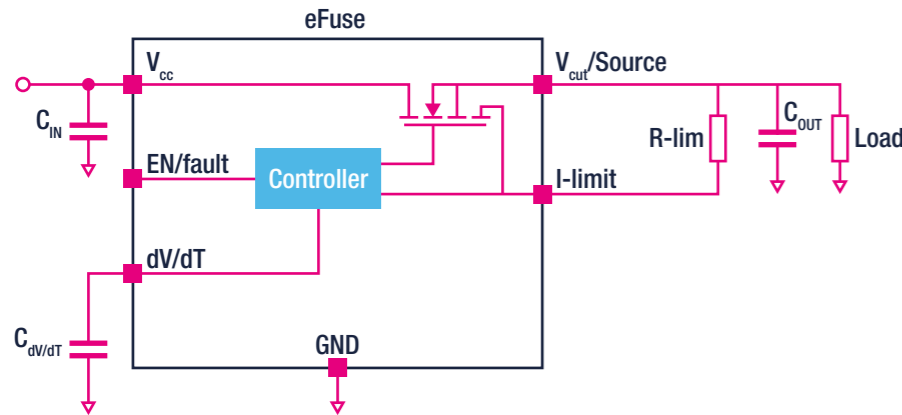 eFuse
Vcc
Vcut/Source
CIN
COUT
R-lim
Load
EN/fault
Controller
I-limit
dV/dT
CdV/dT
GND